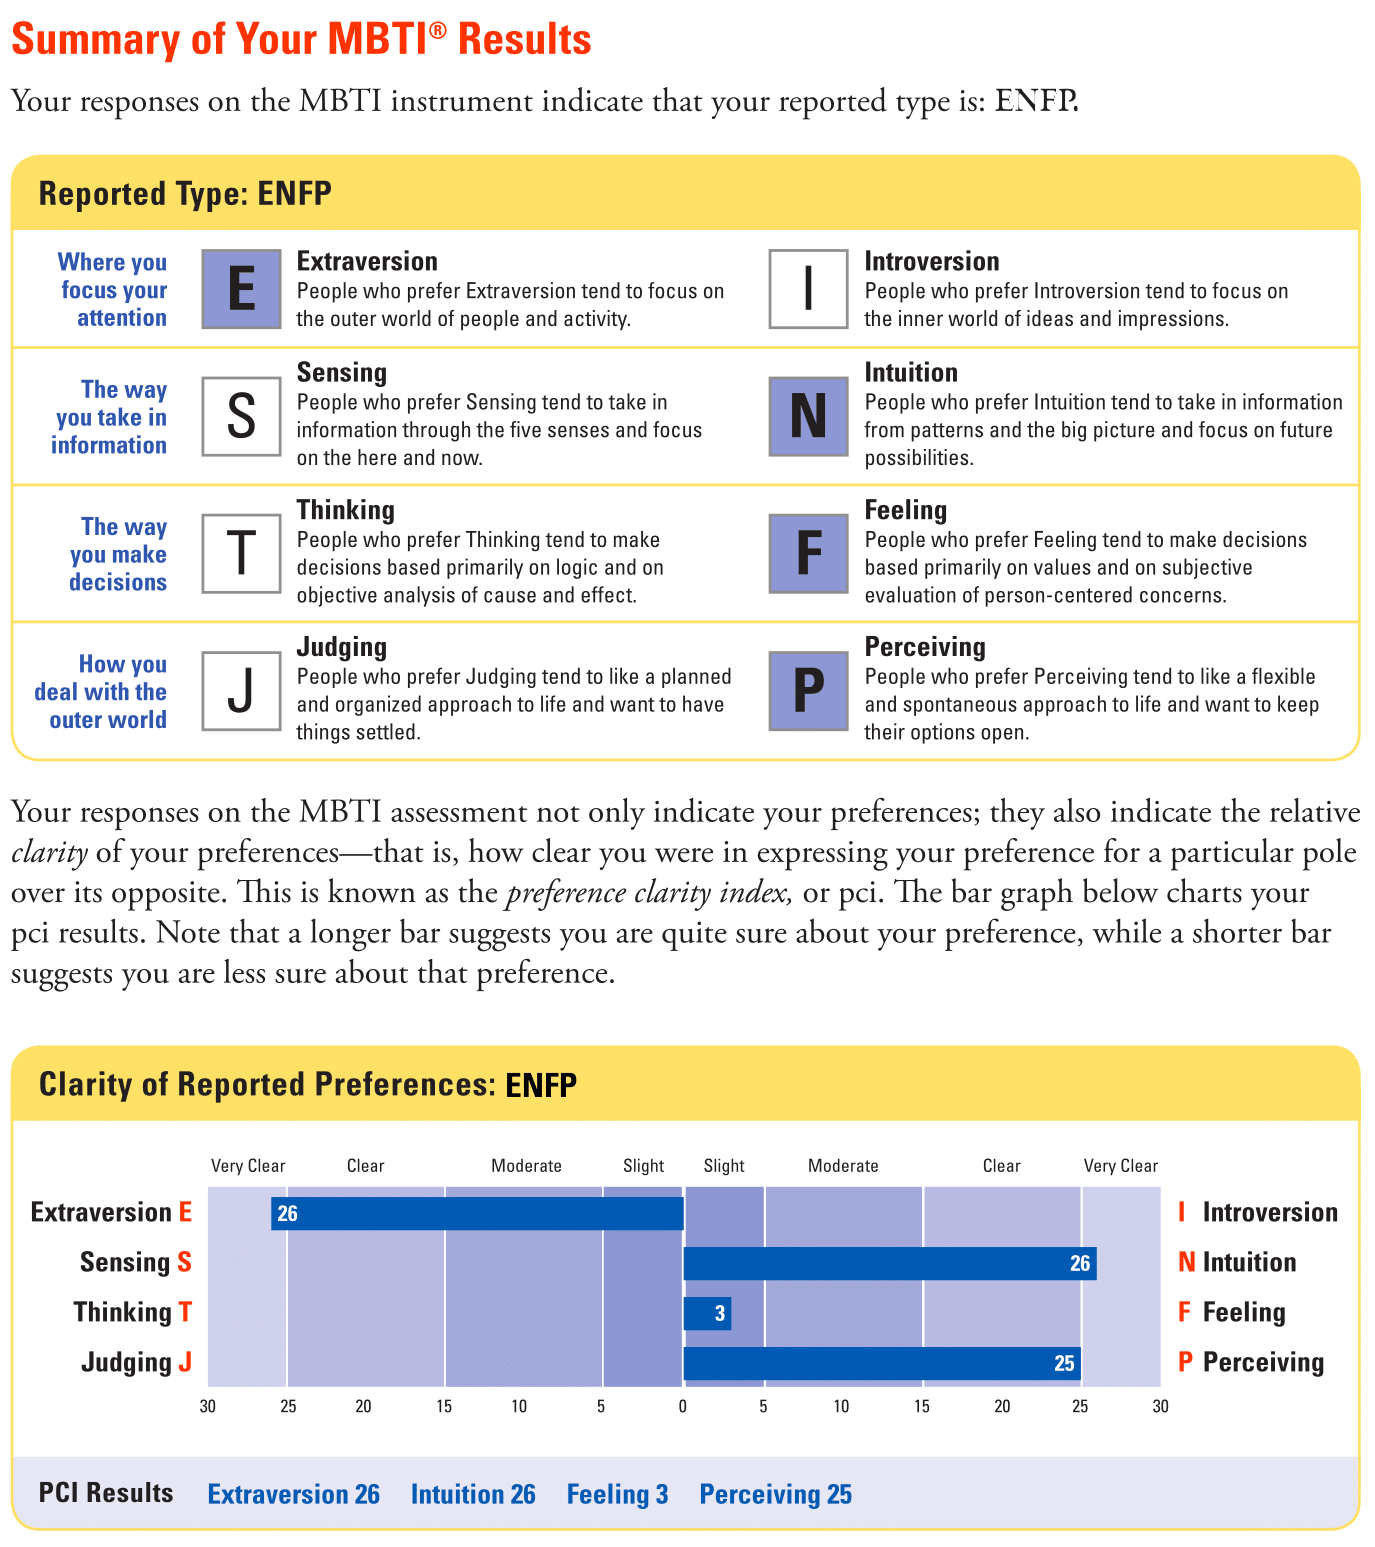 Summary of Your MBTI® Results
Your responses on the MBTI instrument indicate that your reported type is: ENFP.
Reported Type: ENFP
Where you
focus your
attention
E
Extraversion
People who prefer Extraversion tend to focus on
the outer world of people and activity.
I
Introversion
People who prefer Introversion tend to focus on
the inner world of ideas and impressions.
The way
you take in
information
S
Sensing
People who prefer Sensing tend to take in
information through the five senses and focus
on the here and now.
N
Intuition
People who prefer Intuition tend to take in information
from patterns and the big picture and focus on future
possibilities.
The way
you make
decisions
T
Thinking
People who prefer Thinking tend to make
decisions based primarily on logic and on
objective analysis of cause and effect.
F
Feeling
People who prefer Feeling tend to make decisions
based primarily on values and on subjective
evaluation of person-centered concerns.
How you
deal with the
outer world
J
Judging
People who prefer Judging tend to like a planned
and organized approach to life and want to have
things settled.
P
Perceiving
People who prefer Perceiving tend to like a flexible
and spontaneous approach to life and want to keep
their options open.
Your responses on the MBTI assessment not only indicate your preferences; they also indicate the relative
clarity of your preferences—that is, how clear you were in expressing your preference for a particular pole
over its opposite. This is known as the preference clarity index, or pci. The bar graph below charts your
pci results. Note that a longer bar suggests you are quite sure about your preference, while a shorter bar
suggests you are less sure about that preference.
Clarity of Reported Preferences: ENFP
Very Clear Clear Moderate Slight Slight Moderate Clear Very Clear
Extraversion E 26 I Introversion
Sensing S 26 N Intuition
Thinking T 3 F Feeling
Judging J 25 P Perceiving
30 25 20 15 10 5 0 5 10 15 20 25 30
PCI Results Extraversion 26 Intuition 26 Feeling 3 Perceiving 25